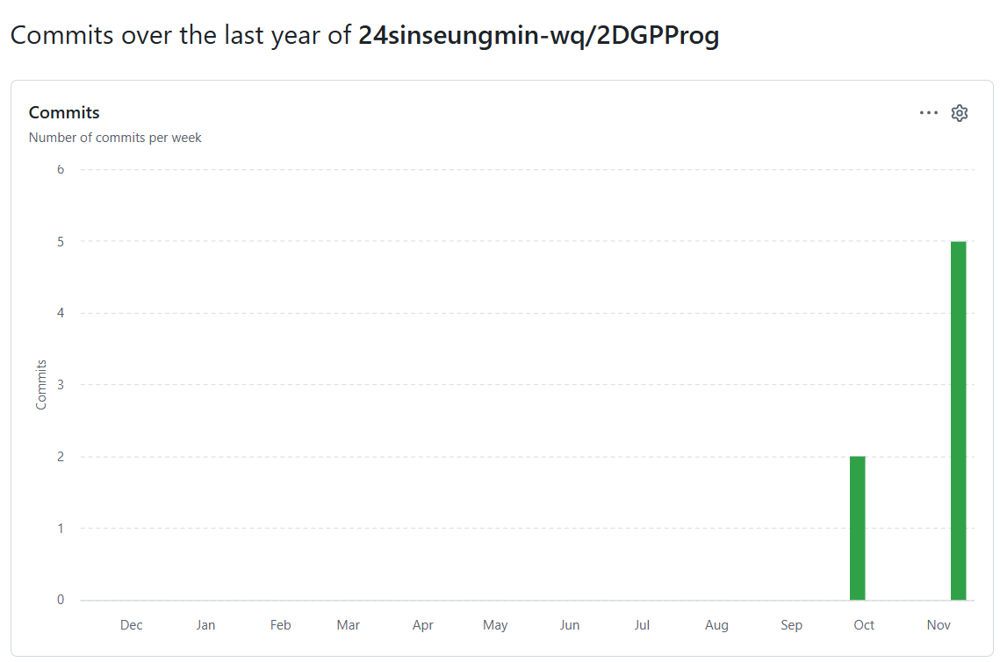 Commits over the last year of 24sinseungmin-wq/2DGPProg
Commits
Number of commits per week
6
5
4
3
2
1
0
Commits
Dec Jan Feb Mar Apr May Jun Jul Aug Sep Oct Nov